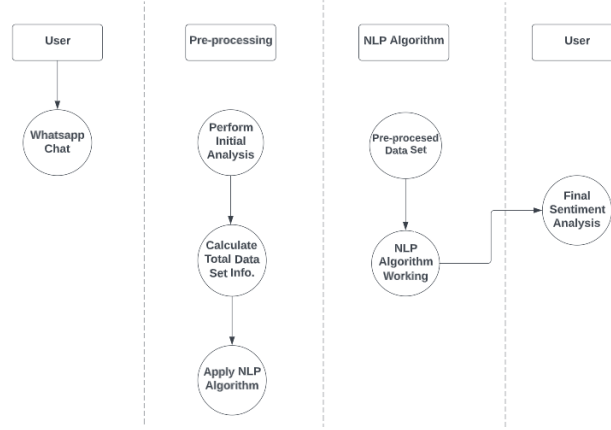 User
Pre-processing
NLP Algorithm
User
Whatsapp
Chat
Perform
Initial
Analysis
Calculate
Total Data
Set Info.
Apply NLP
Algorithm
Pre-procesed
Data Set
NLP
Algorithm
Working
Final
Sentiment
Analysis